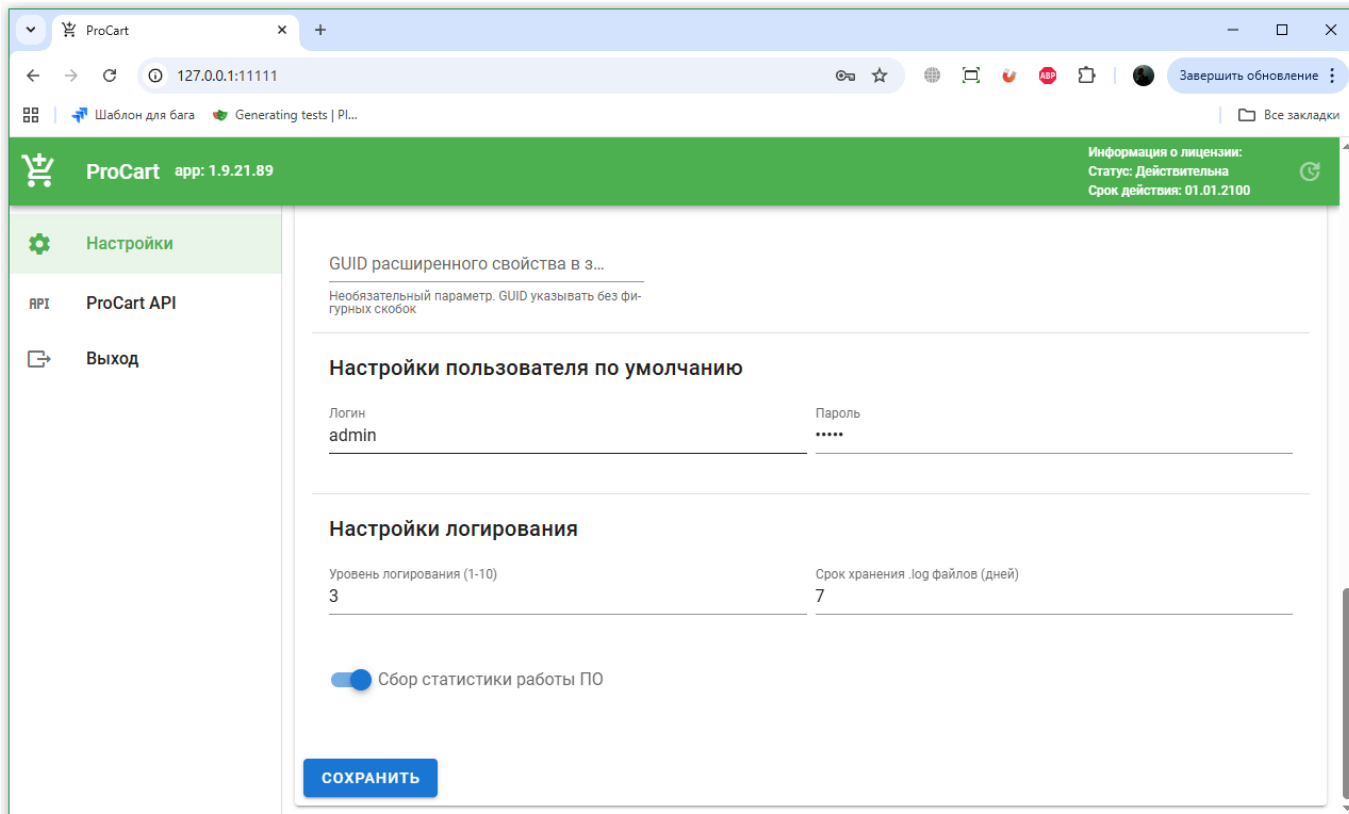 ProCart
127.0.0.1:11111
ABP
Завершить обновление
Шаблон для бага
Generating tests | Pl...
Все закладки
ProCart app: 1.9.21.89
Информация о лицензии:
Статус: Действительна
Срок действия: 01.01.2100
Настройки
API ProCart API
Выход
GUID расширенного свойства в з...
Необязательный параметр. GUID указывать без фи-
гурных скобок
Настройки пользователя по умолчанию
Логин
admin
Пароль
•••••
Настройки логирования
Уровень логирования (1-10)
3
Срок хранения .log файлов (дней)
7
Сбор статистики работы ПО
СОХРАНИТЬ